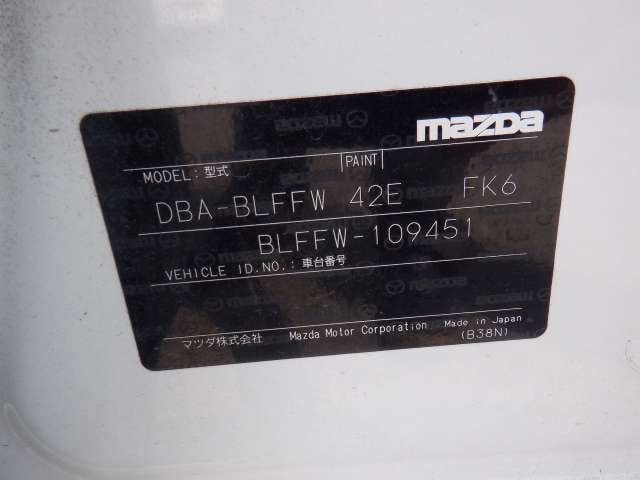 mazda
MODEL:型式 PAINT
DBA-BLFFW 42E FK6
BLFFW-109451
VEHICLE ID.NO.:車台番号
マツダ株式会社 Mazda Motor Corporation Made in Japan
(B38N)